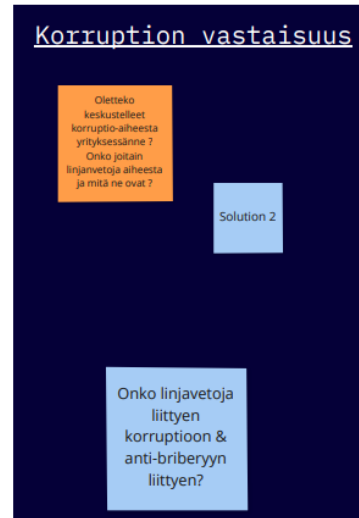 Korruption vastaisuus
Oletteko
keskustelleet
korruptio-aiheesta
yrityksessänne ?
Onko joitain
linjanvetoja aiheesta
ja mitä ne ovat ?
Solution 2
Onko linjavetoja
liittyen
korruptioon &
anti-briberyyn
liittyen?